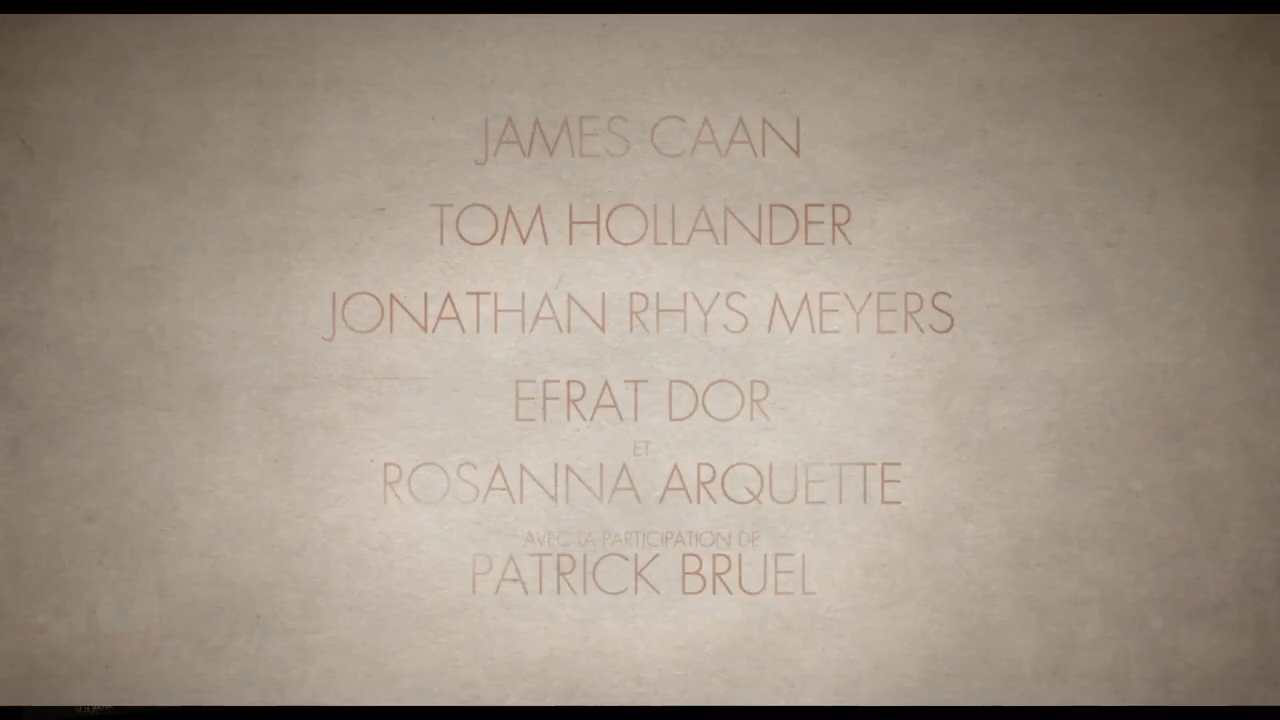 JAMES CAAN
TOM HOLLANDER
JONATHAN RHYS MEYERS
EFRAT DOR
ET
ROSANNA ARQUETTE
AVEC LA PARTICIPATION DE
PATRICK BRUEL